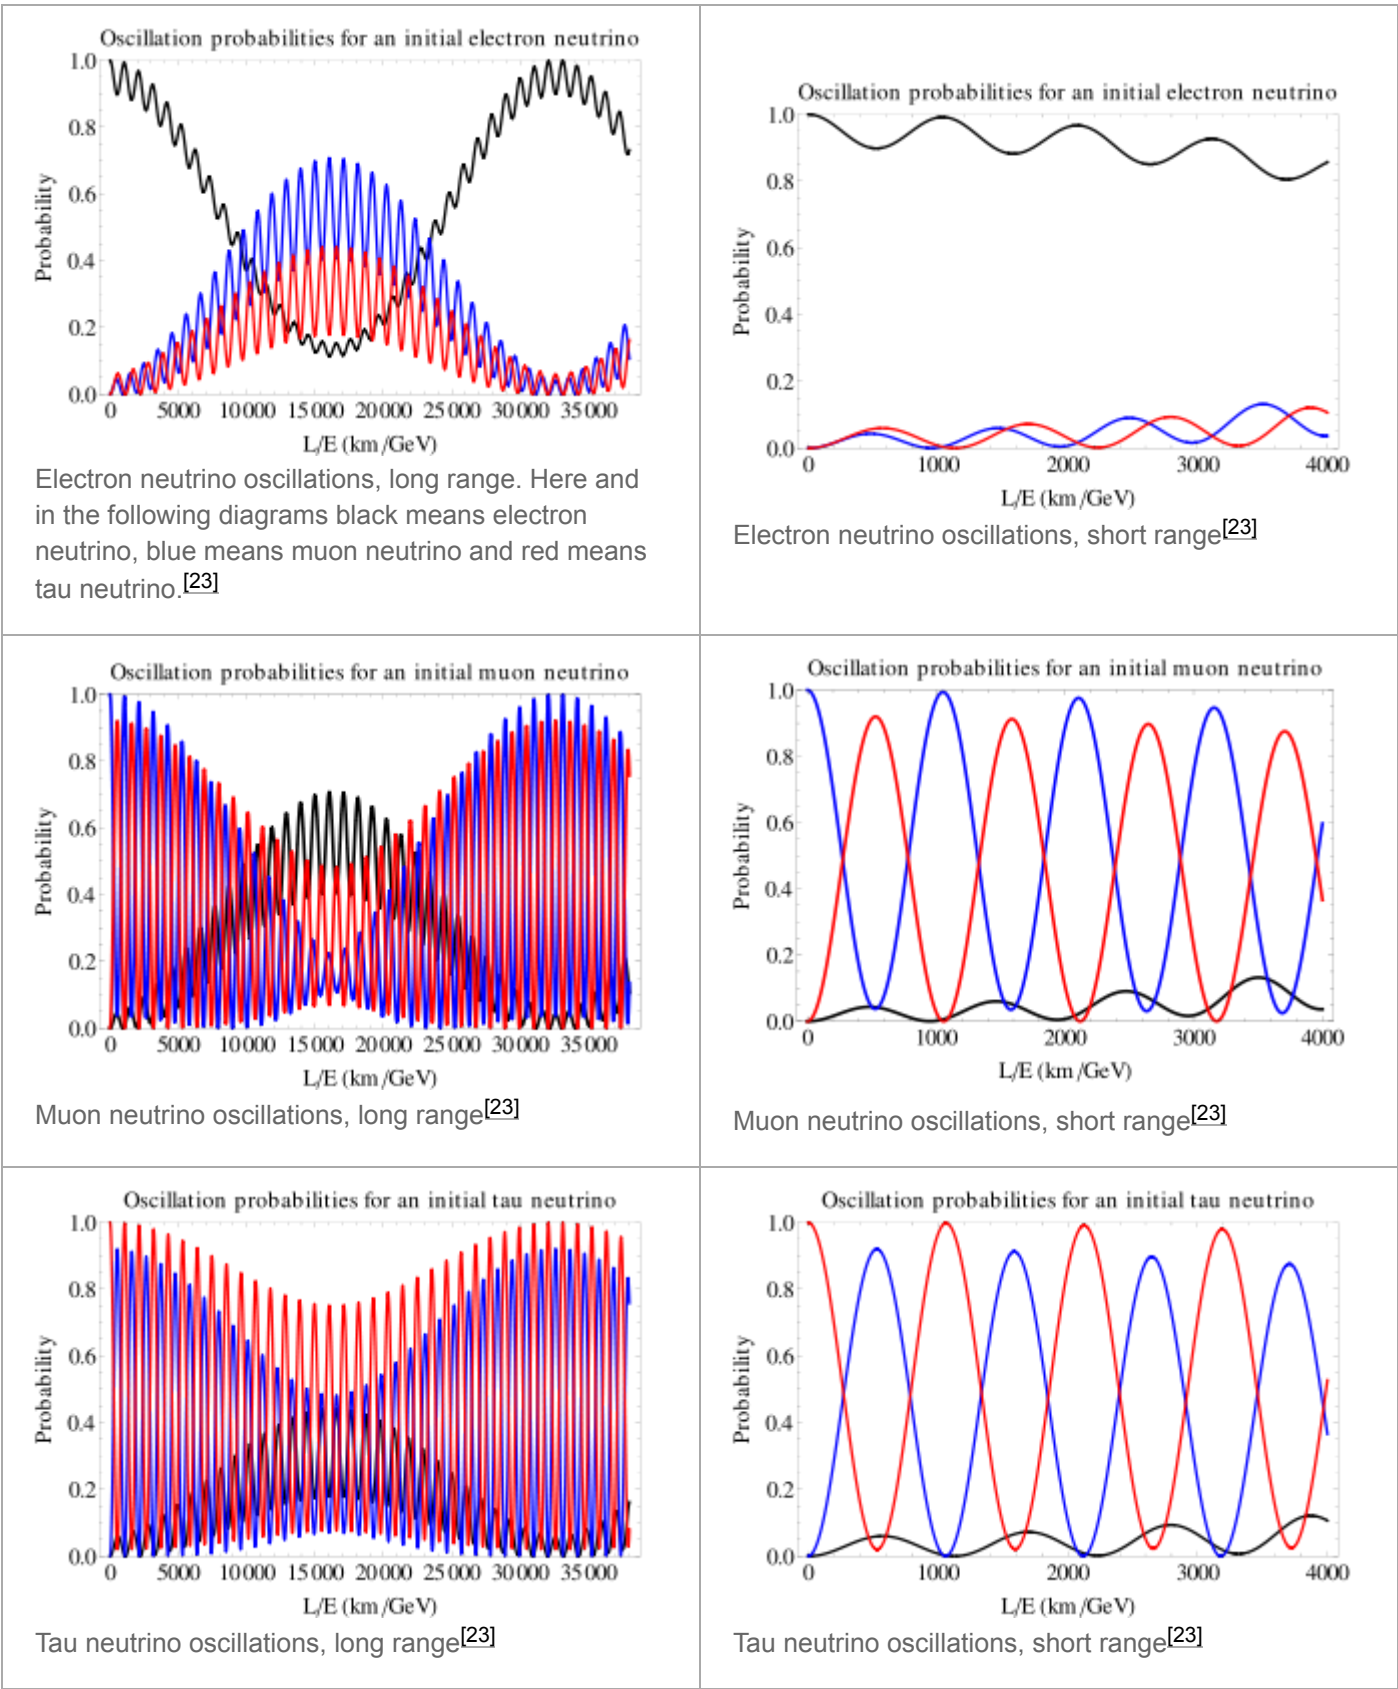 Oscillation probabilities for an initial electron neutrino
1.0
0.8
0.6
0.4
0.2
0.0
Probability
0 5000 10000 15000 20000 25000 30000 35000
L/E (km/GeV)
Electron neutrino oscillations, long range. Here and
in the following diagrams black means electron
neutrino, blue means muon neutrino and red means
tau neutrino.[23]
Oscillation probabilities for an initial electron neutrino
1.0
0.8
0.6
0.4
0.2
0.0
Probability
0 1000 2000 3000 4000
L/E (km/GeV)
Electron neutrino oscillations, short range[23]
Oscillation probabilities for an initial muon neutrino
1.0
0.8
0.6
0.4
0.2
0.0
Probability
0 5000 10000 15000 20000 25000 30000 35000
L/E (km/GeV)
Muon neutrino oscillations, long range[23]
Oscillation probabilities for an initial muon neutrino
1.0
0.8
0.6
0.4
0.2
0.0
Probability
0 1000 2000 3000 4000
L/E (km/GeV)
Muon neutrino oscillations, short range[23]
Oscillation probabilities for an initial tau neutrino
1.0
0.8
0.6
0.4
0.2
0.0
Probability
0 5000 10000 15000 20000 25000 30000 35000
L/E (km/GeV)
Tau neutrino oscillations, long range[23]
Oscillation probabilities for an initial tau neutrino
1.0
0.8
0.6
0.4
0.2
0.0
Probability
0 1000 2000 3000 4000
L/E (km/GeV)
Tau neutrino oscillations, short range[23]